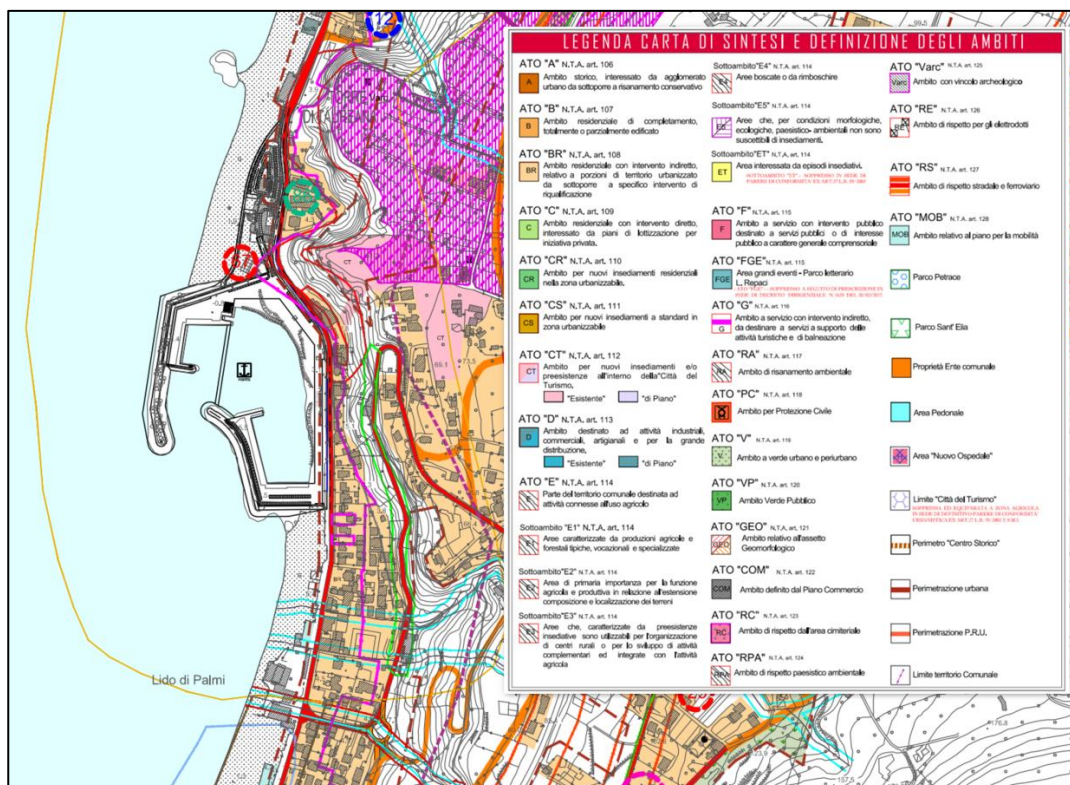 LEGENDA CARTA DI SINTESI E DEFINIZIONE DEGLI AMBITI
ATO "A" N.T.A. art. 106
A
Ambito storico, interessato da agglomerato
urbano da sottoporre a risanamento conservativo
ATO "B" N.T.A. art. 107
B
Ambito residenziale di completamento,
totalmente o parzialmente edificato
ATO "BR" N.T.A. art. 108
BR
Ambito residenziale con intervento indiretto,
relativo a porzioni di territorio urbanizzato
da sottoporre a specifico intervento di
riqualificazione
ATO "C" N.T.A. art. 109
C
Ambito residenziale con intervento diretto,
interessato da piani di lottizzazione per
iniziativa privata.
ATO "CR" N.T.A. art. 110
CR
Ambito per nuovi insediamenti residenziali
nella zona urbanizzabile.
ATO "CS" N.T.A. art. 111
CS
Ambito per nuovi insediamenti a standard in
zona urbanizzabile
ATO "CT" N.T.A. art. 112
CT
Ambito per nuovi insediamenti e/o
preesistenze all'interno della"Città del
Turismo,
"Esistente" "di Piano"
ATO "D" N.T.A. art. 113
D
Ambito destinato ad attività industriali,
commerciali, artigianali e per la grande
distribuzione,
"Esistente" "di Piano"
ATO "E" N.T.A. art. 114
E
Parte del territorio comunale destinata ad
attività connesse all'uso agricolo
Sottoambito "E1" N.T.A. art. 114
E1
Aree caratterizzate da produzioni agricole e
forestali tipiche, vocazionali e specializzate
Sottoambito"E2" N.T.A. art. 114
E2
Area di primaria importanza per la funzione
agricola e produttiva in relazione all'estensione
composizione e localizzazione dei terreni
Sottoambito"E3" N.T.A. art. 114
E3
Aree che, caratterizzate da preesistenze
insediative sono utilizzabili per l'organizzazione
di centri rurali o per lo sviluppo di attività
complementari ed integrate con l'attività
agricola
Sottoambito"E4" N.T.A. art. 114
E4
Aree boscate o da rimboschire
Sottoambito"E5" N.T.A. art. 114
E5
Aree che, per condizioni morfologiche,
ecologiche, paesistico- ambientali non sono
suscettibili di insediamenti.
Sottoambito"ET" N.T.A. art. 114
ET
Area interessata da episodi insediativi.
ATO "F" N.T.A. art. 115
F
Ambito a servizio con intervento pubblico
destinato a servizi pubblici o di interesse
pubblico a carattere generale comprensoriale
ATO "FGE" N.T.A. art. 115
FGE
Area grandi eventi - Parco letterario
L. Repaci
ATO "G" N.T.A. art. 116
G
Ambito a servizio con intervento indiretto,
da destinare a servizi a supporto delle
attività turistiche e di balneazione
ATO "RA" N.T.A. art. 117
RA
Ambito di risanamento ambientale
ATO "PC" N.T.A. art. 118
Ambito per Protezione Civile
ATO "V" N.T.A. art. 119
V
Ambito a verde urbano e periurbano
ATO "VP" N.T.A. art. 120
VP
Ambito Verde Pubblico
ATO "GEO" N.T.A. art. 121
GEO
Ambito relativo all'assetto
Geomorfologico
ATO "COM" N.T.A. art. 122
COM
Ambito definito dal Piano Commercio
ATO "RC" N.T.A. art. 123
RC
Ambito di rispetto dall'area cimiteriale
ATO "RPA" N.T.A. art. 124
RPA
Ambito di rispetto paesistico ambientale
ATO "Varc" N.T.A. art. 125
Varc
Ambito con vincolo archeologico
ATO "RE" N.T.A. art. 126
RE
Ambito di rispetto per gli elettrodotti
ATO "RS" N.T.A. art. 127
Ambito di rispetto stradale e ferroviario
ATO "MOB" N.T.A. art. 128
MOB
Ambito relativo al piano per la mobilità
Parco Petrace
Parco Sant' Elia
Proprietà Ente comunale
Area Pedonale
Area "Nuovo Ospedale"
Limite "Città del Turismo"
Perimetro "Centro Storico"
Perimetrazione urbana
Perimetrazione P.R.U.
Limite territorio Comunale
12
CT
CT
69.1
73,5
99,5
Lido di Palmi
176,8
157,5